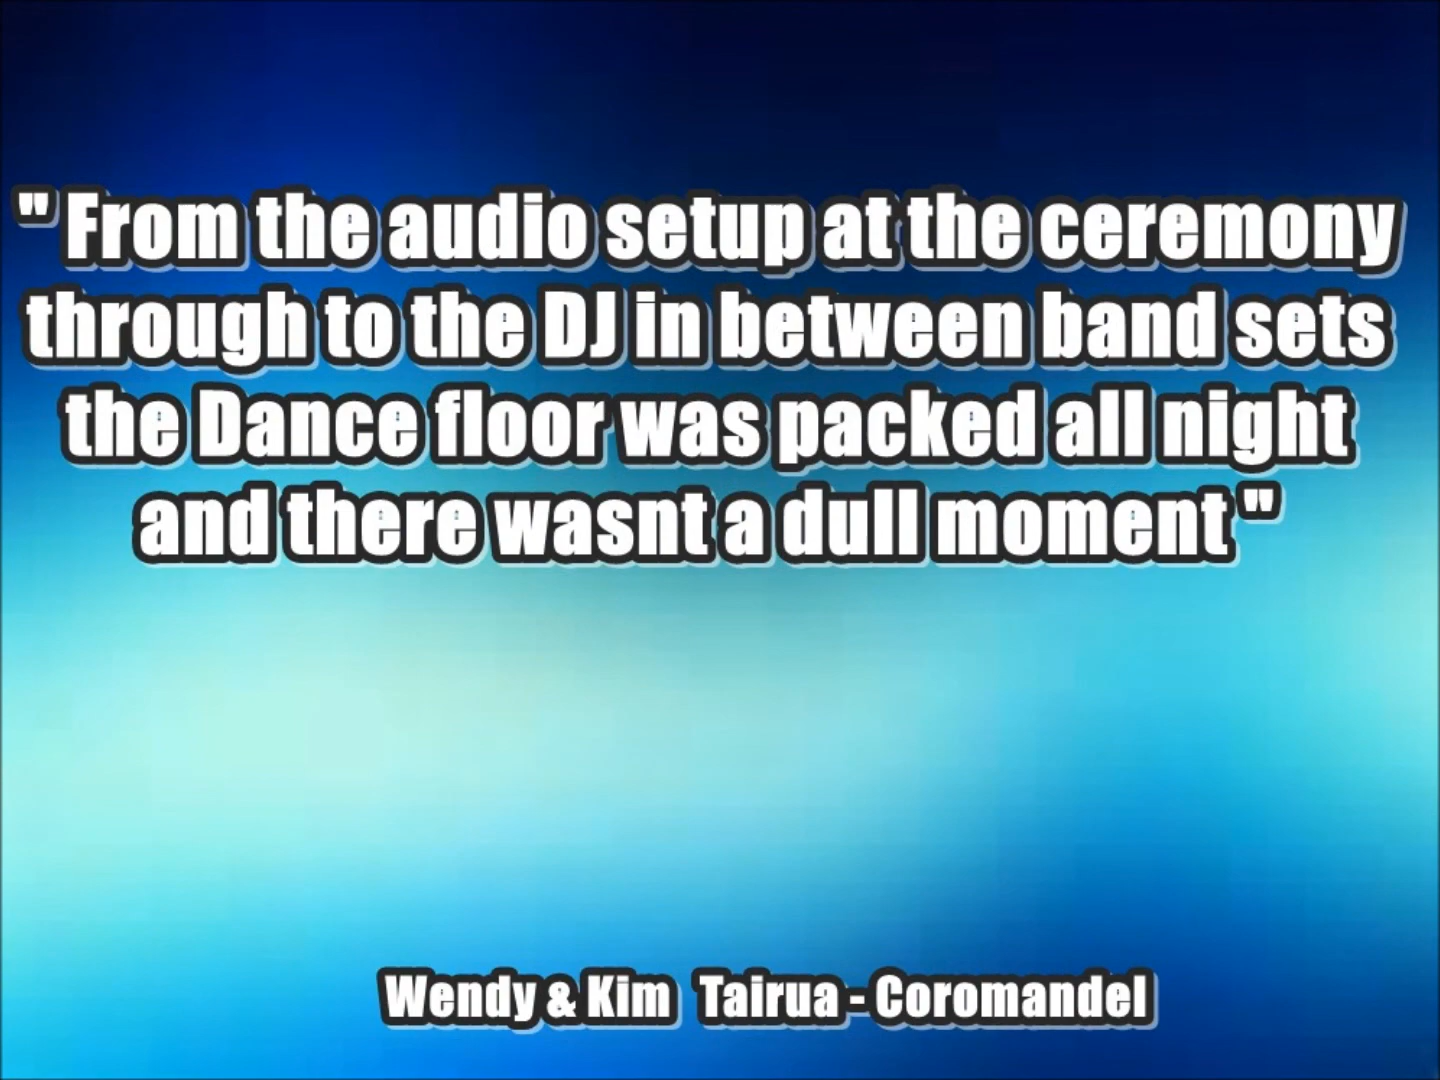 " From the audio setup at the ceremony
through to the DJ in between band sets
the Dance floor was packed all night
and there wasnt a dull moment "
Wendy & Kim Tairua - Coromandel